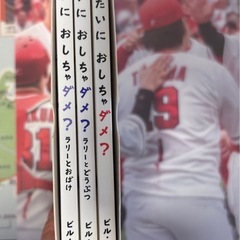 たいに おしちゃダメ?
ビル・
に おしちゃダメ?
ラリーとどうぶつ
ビル・
に おしちゃダメ?
ラリーとおばけ
ビル・
9